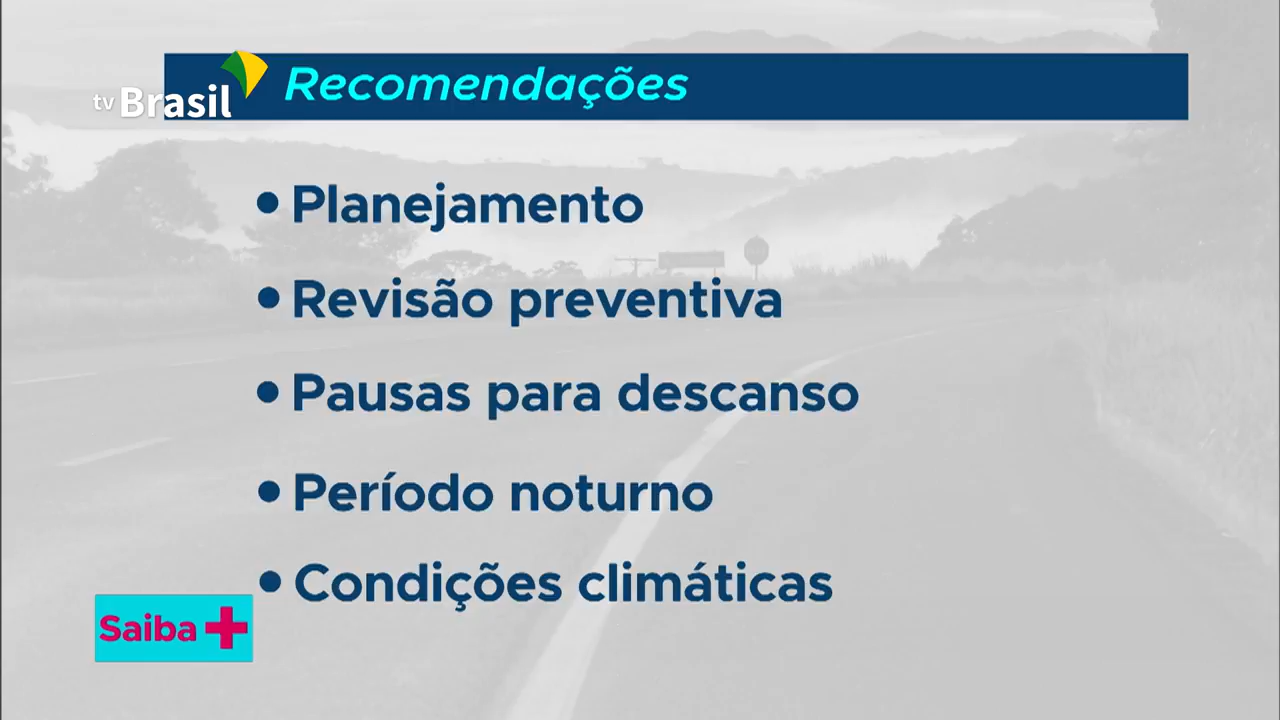 tv Brasil
Recomendações
• Planejamento
• Revisão preventiva
• Pausas para descanso
• Período noturno
• Condições climáticas
Saiba +